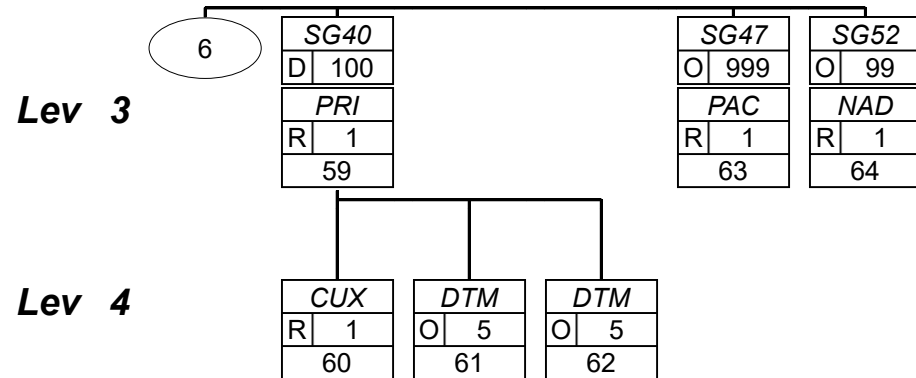 6
SG40
D 100
PRI
R 1
59
SG47
O 999
PAC
R 1
63
SG52
O 99
NAD
R 1
64
Lev 3
Lev 4
CUX
R 1
60
DTM
O 5
61
DTM
O 5
62